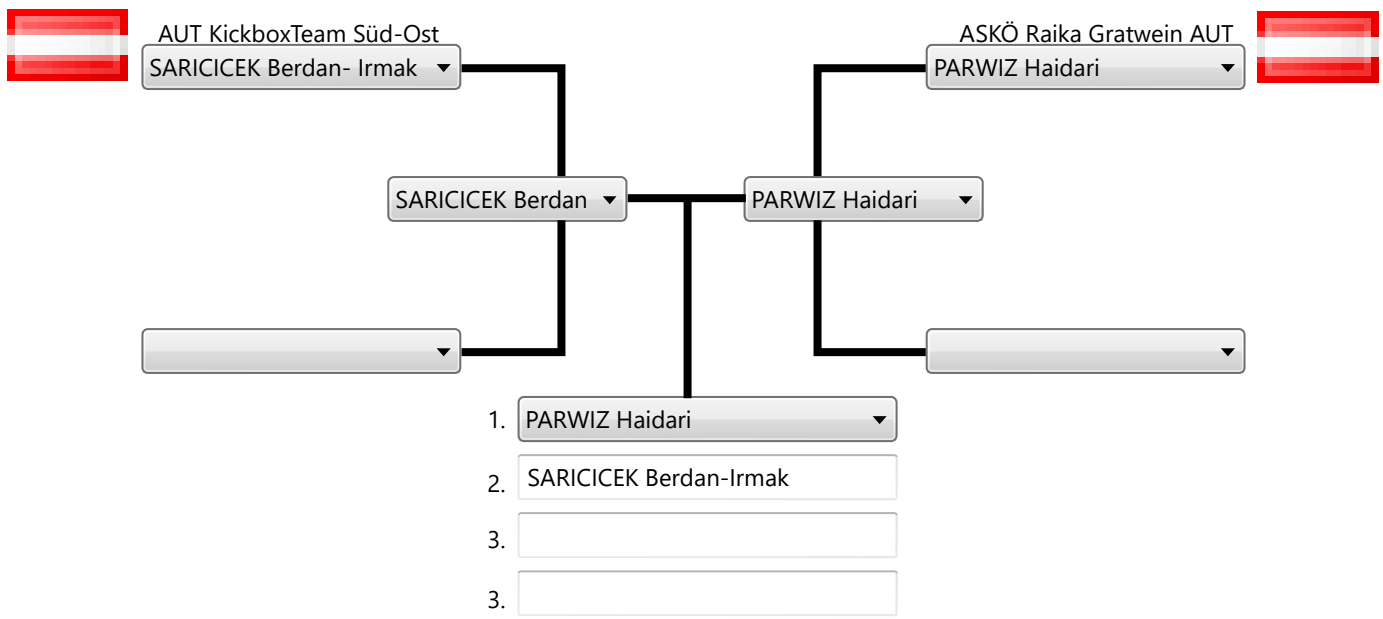 AUT KickboxTeam Süd-Ost
ASKÖ Raika Gratwein AUT
SARICICEK Berdan- Irmak
PARWIZ Haidari
SARICICEK Berdan
PARWIZ Haidari
1. PARWIZ Haidari
2. SARICICEK Berdan-Irmak
3.
3.